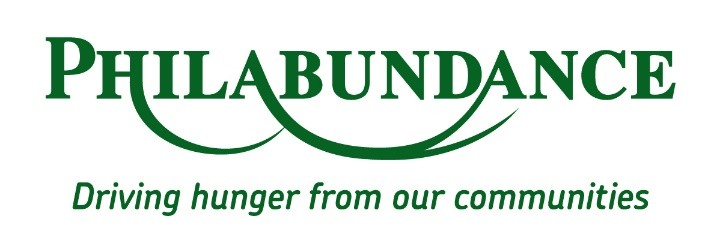 PHILABUNDANCE
Driving hunger from our communities